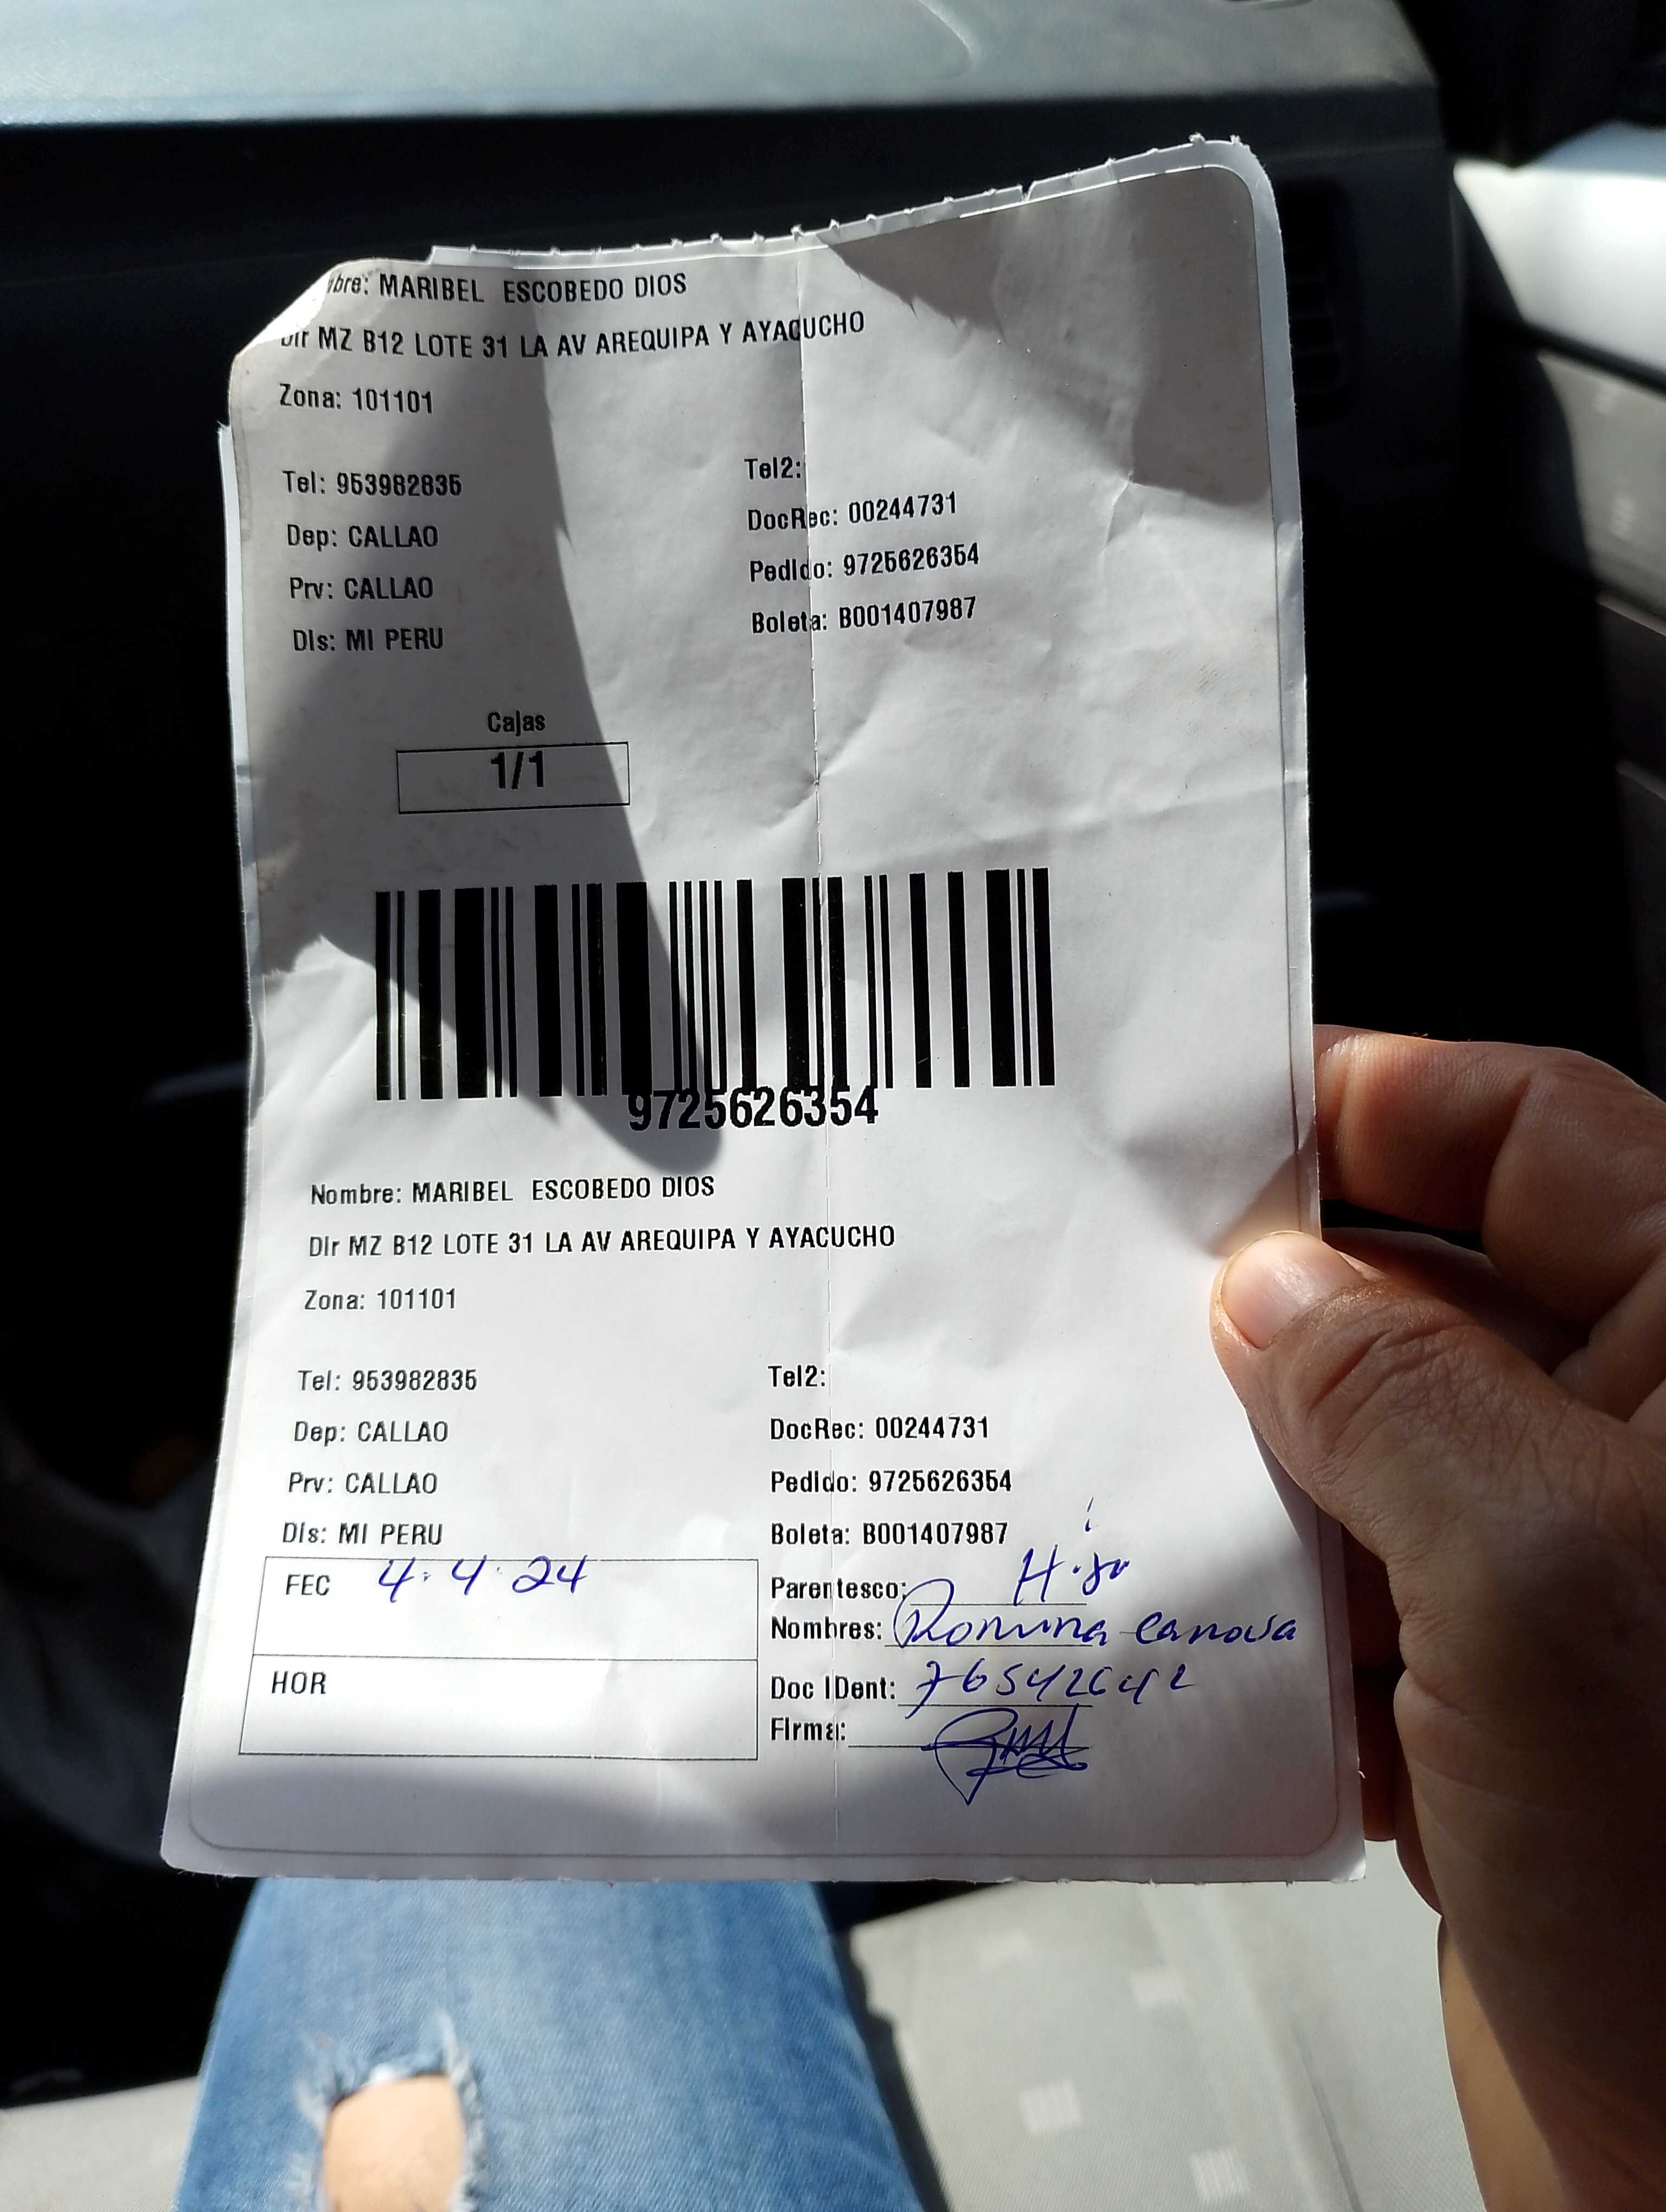 bre: MARIBEL ESCOBEDO DIOS
Dir MZ B12 LOTE 31 LA AV AREQUIPA Y AYACUCHO
Zona: 101101
Tel: 953982835 Tel2:
Dep: CALLAO DocRec: 00244731
Prv: CALLAO Pedido: 9725626354
Dis: MI PERU Boleta: B001407987
Cajas
1/1
9725626354
Nombre: MARIBEL ESCOBEDO DIOS
Dir MZ B12 LOTE 31 LA AV AREQUIPA Y AYACUCHO
Zona: 101101
Tel: 953982835 Tel2:
Dep: CALLAO DocRec: 00244731
Prv: CALLAO Pedido: 9725626354
Dis: MI PERU Boleta: B001407987
FEC 4.4.24 Parentesco:
Nombres: Romina canova
HOR Doc IDent: 76542642
Firma: